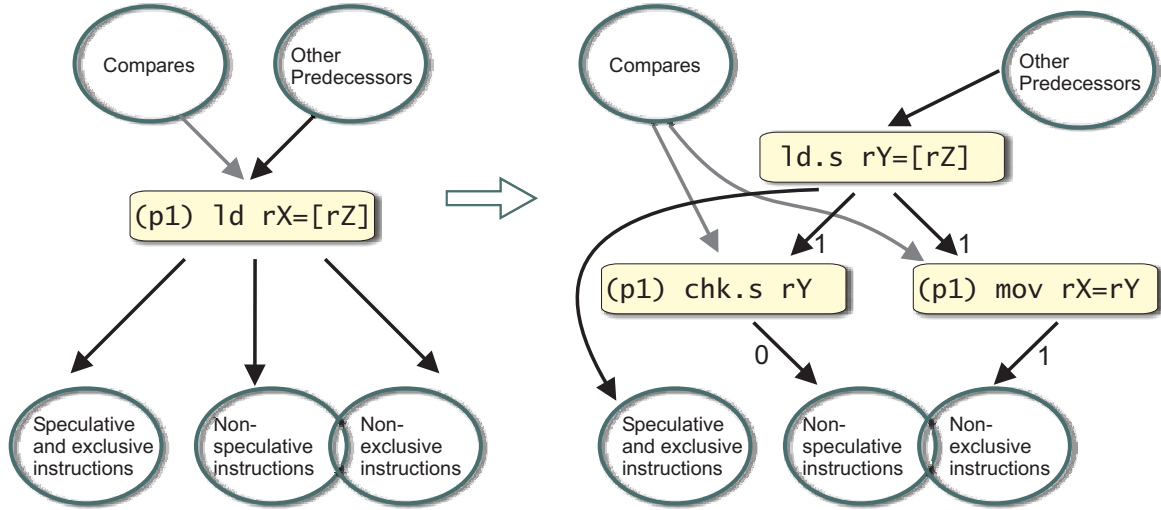 Compares
Other
Predecessors
(p1) ld rX=[rZ]
Speculative
and exclusive
instructions
Non-
speculative
instructions
Non-
exclusive
instructions
Compares
Other
Predecessors
ld.s rY=[rZ]
1
1
(p1) chk.s rY
(p1) mov rX=rY
0
1
Speculative
and exclusive
instructions
Non-
speculative
instructions
Non-
exclusive
instructions